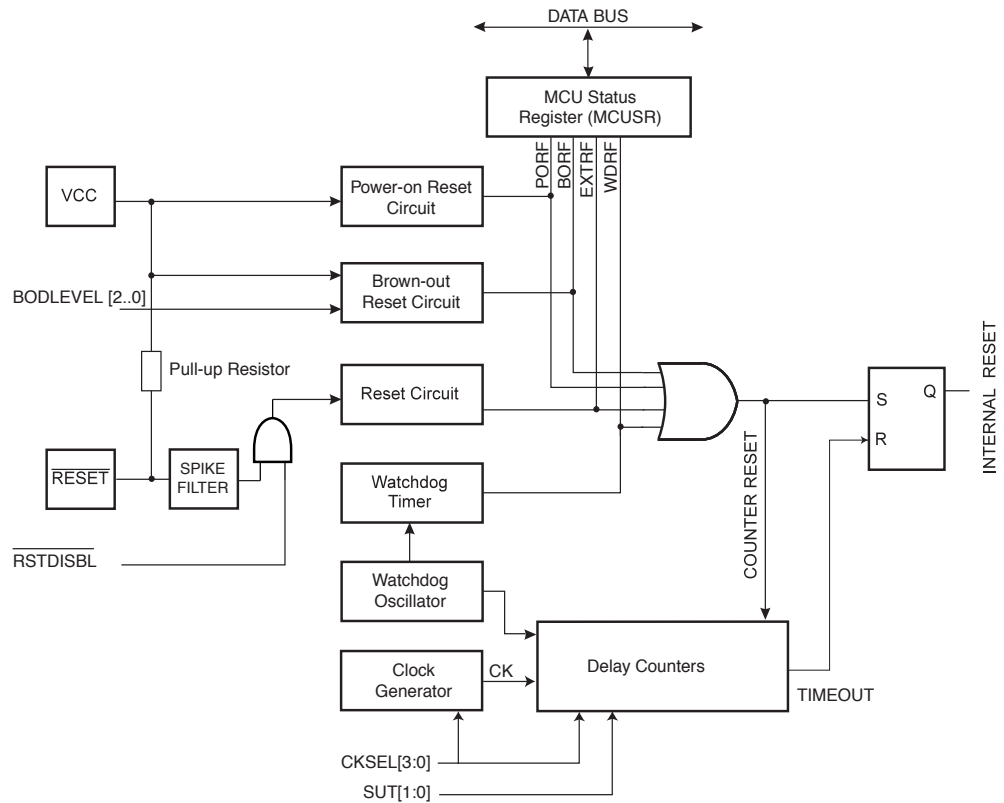 DATA BUS
MCU Status
Register (MCUSR)
PORF
BORF
EXTRF
WDRF
VCC
Power-on Reset
Circuit
BODLEVEL [2..0]
Brown-out
Reset Circuit
Pull-up Resistor
Reset Circuit
S
Q
R
INTERNAL RESET
RESET
SPIKE
FILTER
Watchdog
Timer
COUNTER RESET
RSTDISBL
Watchdog
Oscillator
Clock
Generator
CK
Delay Counters
TIMEOUT
CKSEL[3:0]
SUT[1:0]